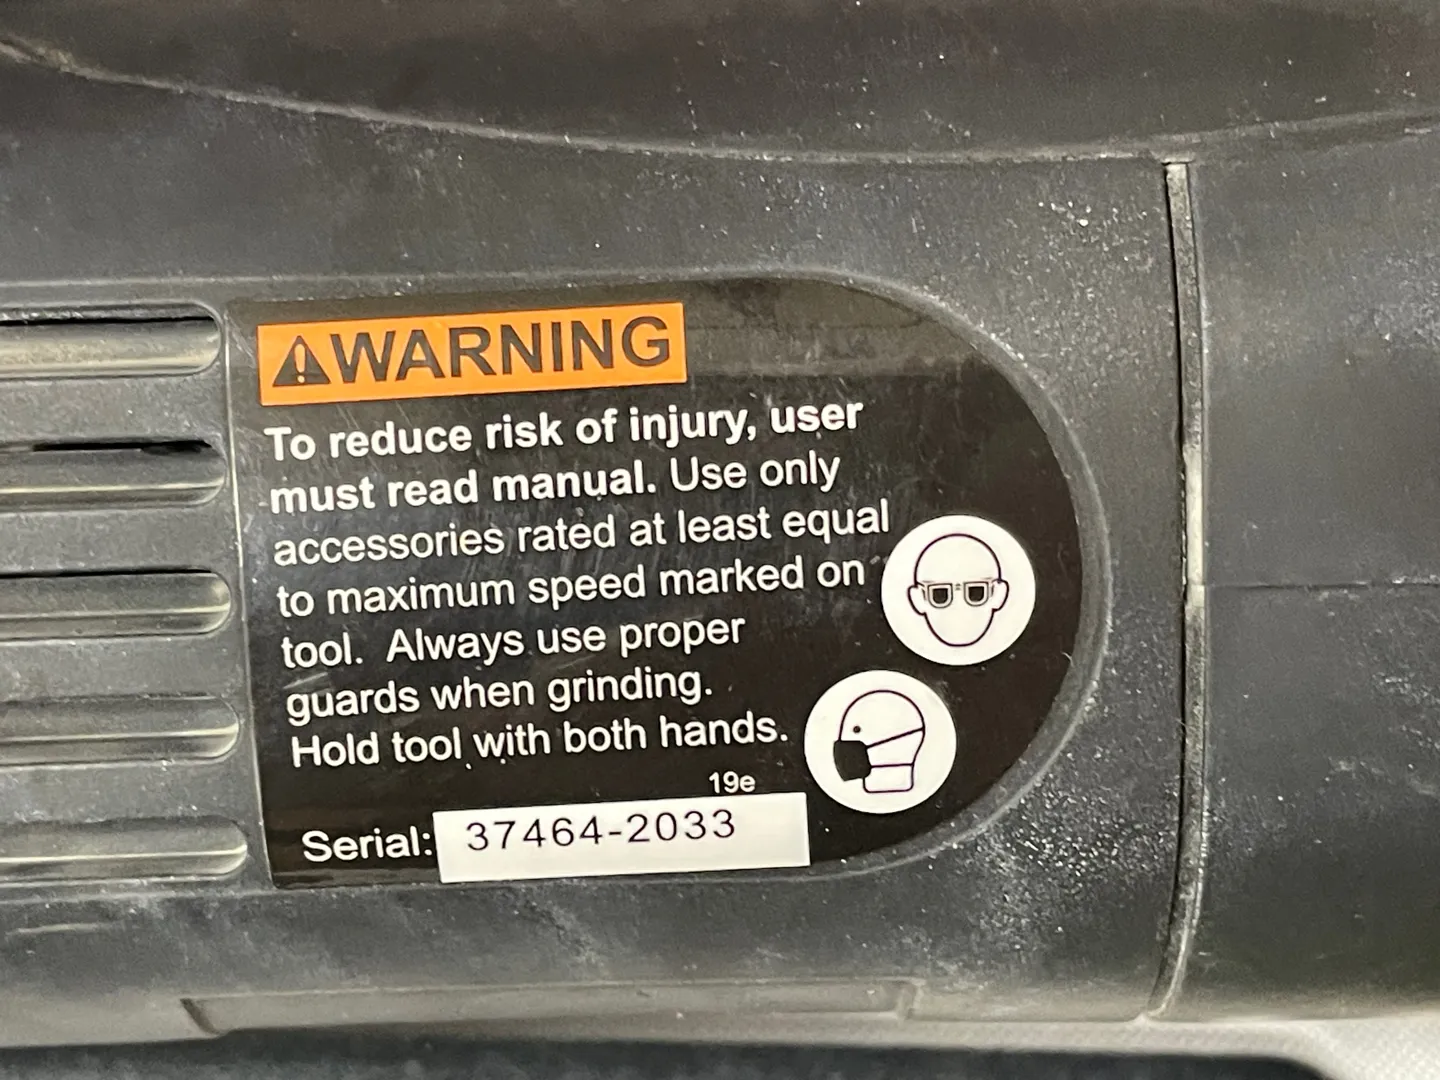 ⚠WARNING
To reduce risk of injury, user
must read manual. Use only
accessories rated at least equal
to maximum speed marked on
tool.  Always use proper
guards when grinding.
Hold tool with both hands.
19e
Serial: 37464-2033